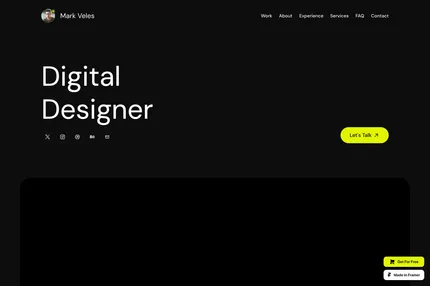 Mark Veles
Work About Experience Services FAQ Contact
Digital
Designer
Let's Talk
Get For Free
Made in Framer